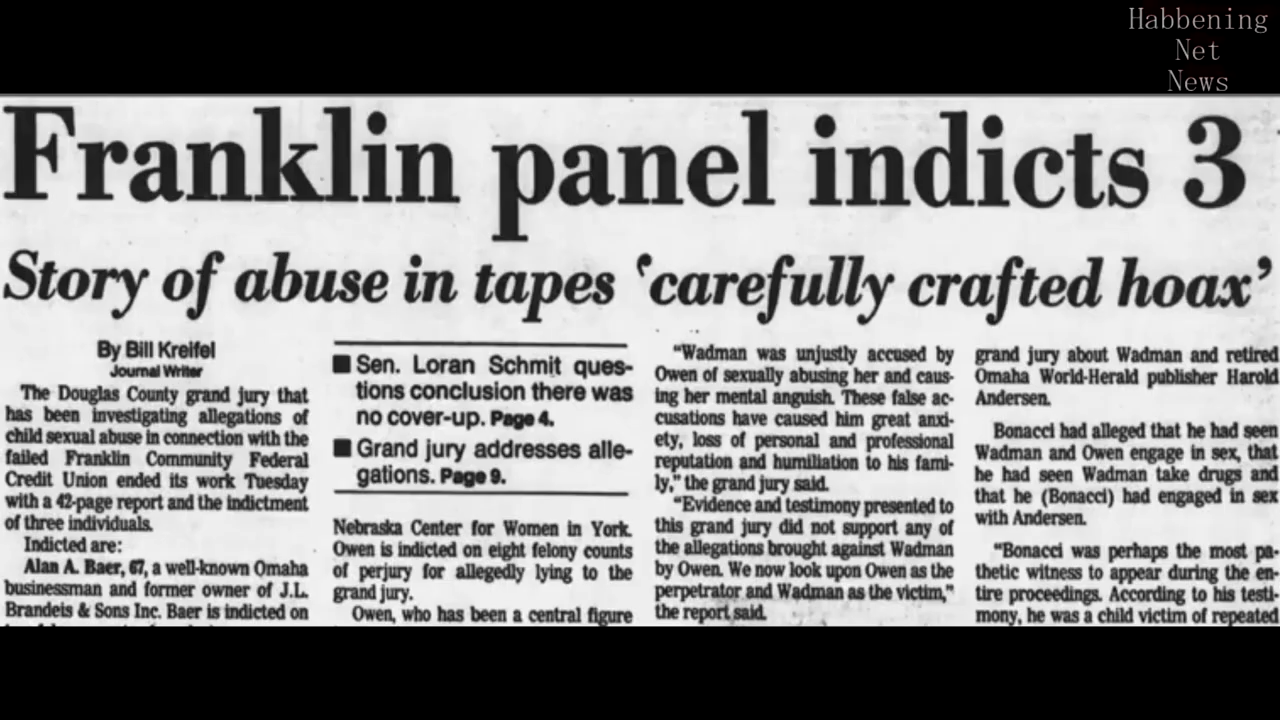 Habbening
Net
News
Franklin panel indicts 3
Story of abuse in tapes ‘carefully crafted hoax’
By Bill Kreifel
Journal Writer
The Douglas County grand jury that
has been investigating allegations of
child sexual abuse in connection with the
failed Franklin Community Federal
Credit Union ended its work Tuesday
with a 42-page report and the indictment
of three individuals.
Indicted are:
Alan A. Baer, 67, a well-known Omaha
businessman and former owner of J.L.
Brandeis & Sons Inc. Baer is indicted on
■ Sen. Loran Schmit ques-
tions conclusion there was
no cover-up. Page 4.
■ Grand jury addresses alle-
gations. Page 9.
Nebraska Center for Women in York.
Owen is indicted on eight felony counts
of perjury for allegedly lying to the
grand jury.
Owen, who has been a central figure
“Wadman was unjustly accused by
Owen of sexually abusing her and caus-
ing her mental anguish. These false ac-
cusations have caused him great anxi-
ety, loss of personal and professional
reputation and humiliation to his fami-
ly,” the grand jury said.
“Evidence and testimony presented to
this grand jury did not support any of
the allegations brought against Wadman
by Owen. We now look upon Owen as the
perpetrator and Wadman as the victim,”
the report said.
grand jury about Wadman and retired
Omaha World-Herald publisher Harold
Andersen.
Bonacci had alleged that he had seen
Wadman and Owen engage in sex, that
he had seen Wadman take drugs and
that he (Bonacci) had engaged in sex
with Andersen.
“Bonacci was perhaps the most pa-
thetic witness to appear during the en-
tire proceedings. According to his testi-
mony, he was a child victim of repeated